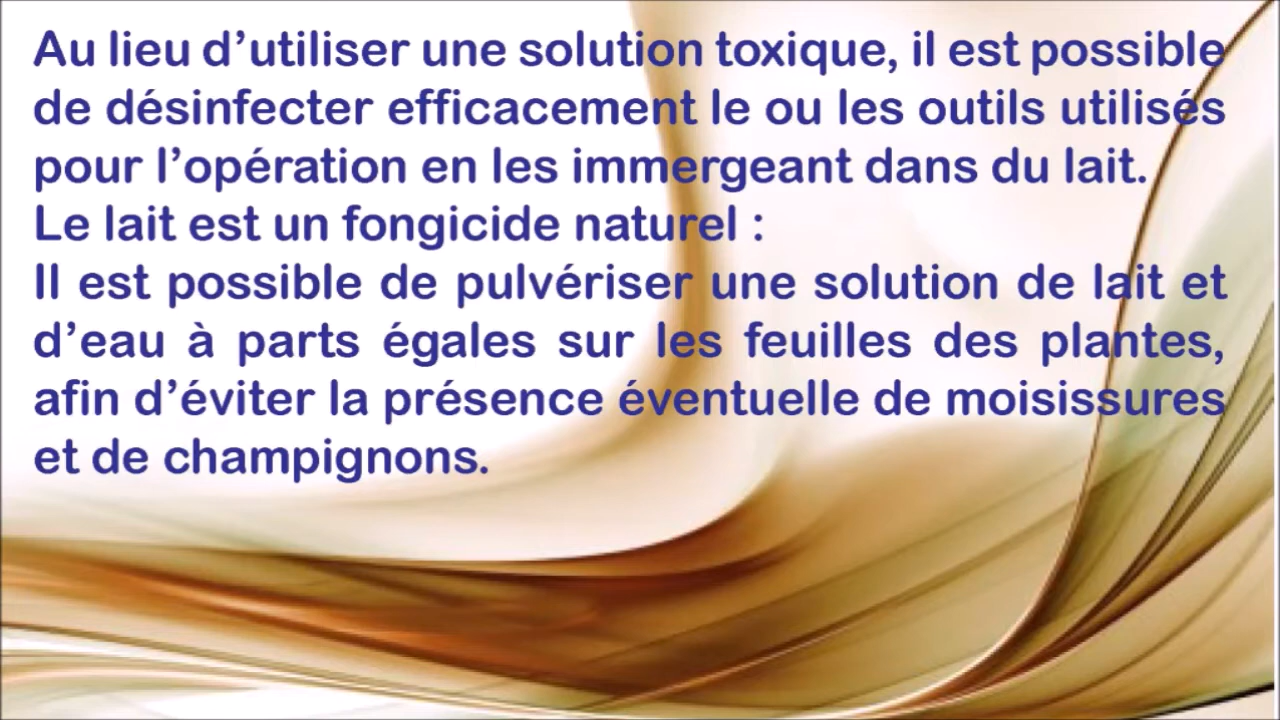 Au lieu d’utiliser une solution toxique, il est possible
de désinfecter efficacement le ou les outils utilisés
pour l’opération en les immergeant dans du lait.
Le lait est un fongicide naturel :
Il est possible de pulvériser une solution de lait et
d’eau à parts égales sur les feuilles des plantes,
afin d’éviter la présence éventuelle de moisissures
et de champignons.